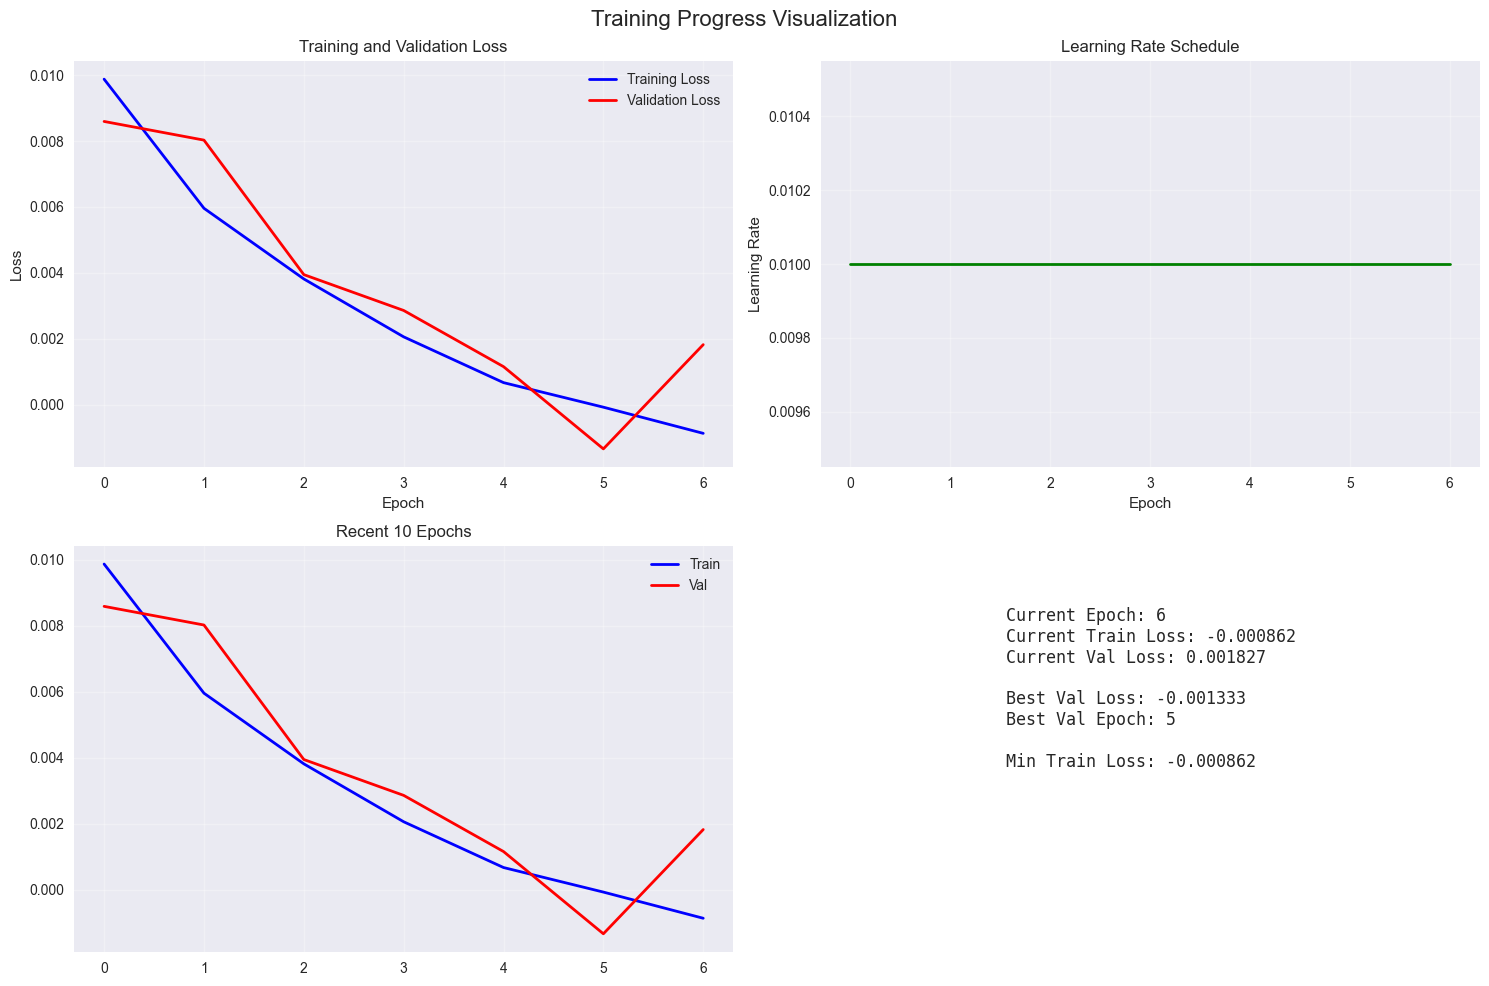 Training Progress Visualization
Training and Validation Loss
0.010
0.008
0.006
0.004
0.002
0.000
Loss
Training Loss
Validation Loss
0 1 2 3 4 5 6
Epoch
Learning Rate Schedule
0.0104
0.0102
0.0100
0.0098
0.0096
Learning Rate
0 1 2 3 4 5 6
Epoch
Recent 10 Epochs
0.010
0.008
0.006
0.004
0.002
0.000
Train
Val
0 1 2 3 4 5 6
Current Epoch: 6
Current Train Loss: -0.000862
Current Val Loss: 0.001827
Best Val Loss: -0.001333
Best Val Epoch: 5
Min Train Loss: -0.000862